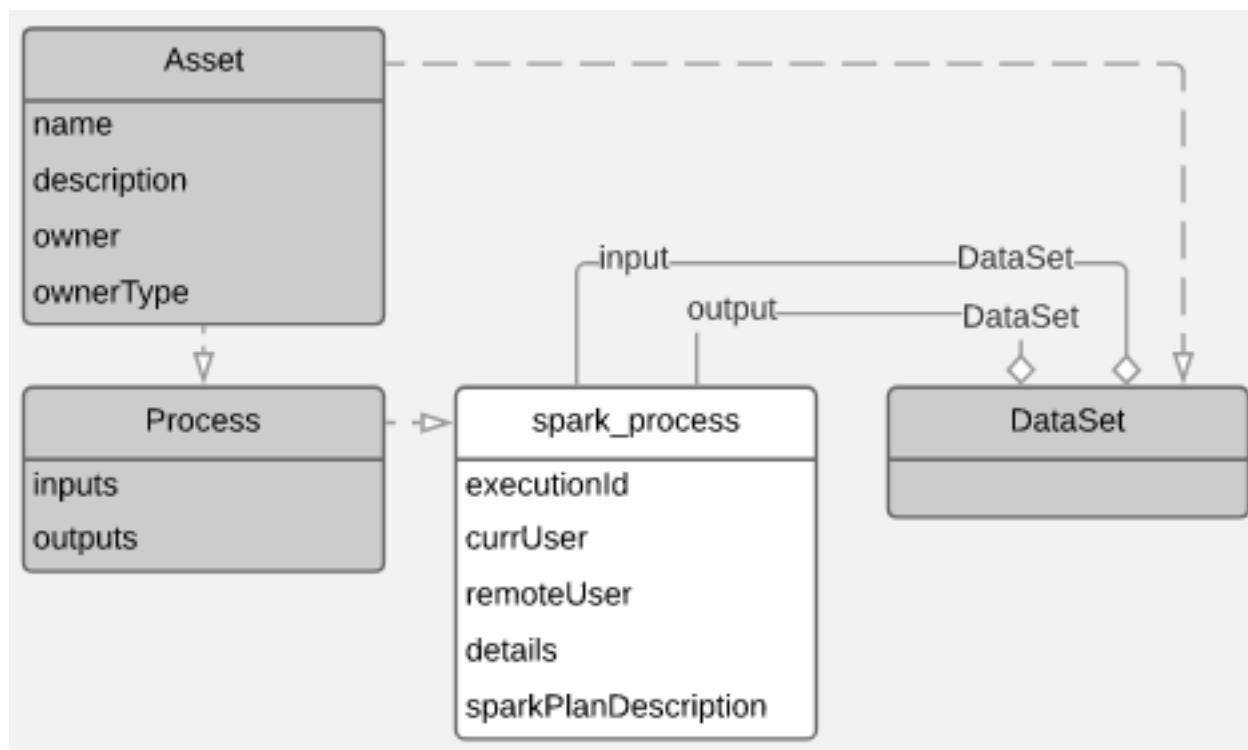 Asset
name
description
owner
ownerType
input
DataSet
output
DataSet
Process
inputs
outputs
spark_process
executionId
currUser
remoteUser
details
sparkPlanDescription
DataSet